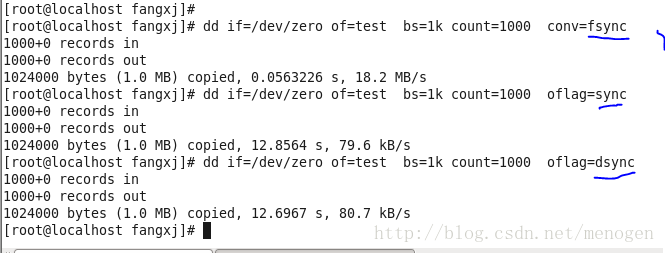 [root@localhost fangxj]#
[root@localhost fangxj]# dd if=/dev/zero of=test  bs=1k count=1000  conv=fsync
1000+0 records in
1000+0 records out
1024000 bytes (1.0 MB) copied, 0.0563226 s, 18.2 MB/s
[root@localhost fangxj]# dd if=/dev/zero of=test  bs=1k count=1000  oflag=sync
1000+0 records in
1000+0 records out
1024000 bytes (1.0 MB) copied, 12.8564 s, 79.6 kB/s
[root@localhost fangxj]# dd if=/dev/zero of=test  bs=1k count=1000  oflag=dsync
1000+0 records in
1000+0 records out
1024000 bytes (1.0 MB) copied, 12.6967 s, 80.7 kB/s
[root@localhost fangxj]#
http://blog.csdn.net/menogen